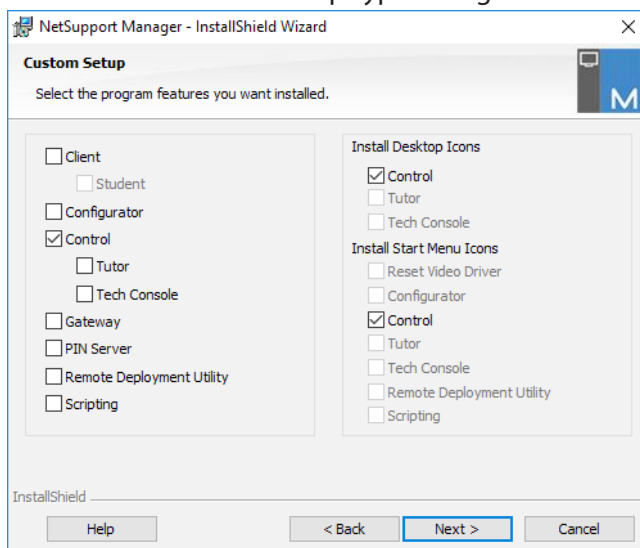 NetSupport Manager - InstallShield Wizard
Custom Setup
Select the program features you want installed.
M
Client
Student
Configurator
Control
Tutor
Tech Console
Gateway
PIN Server
Remote Deployment Utility
Scripting
Install Desktop Icons
Control
Tutor
Tech Console
Install Start Menu Icons
Reset Video Driver
Configurator
Control
Tutor
Tech Console
Remote Deployment Utility
Scripting
InstallShield
Help
< Back
Next >
Cancel